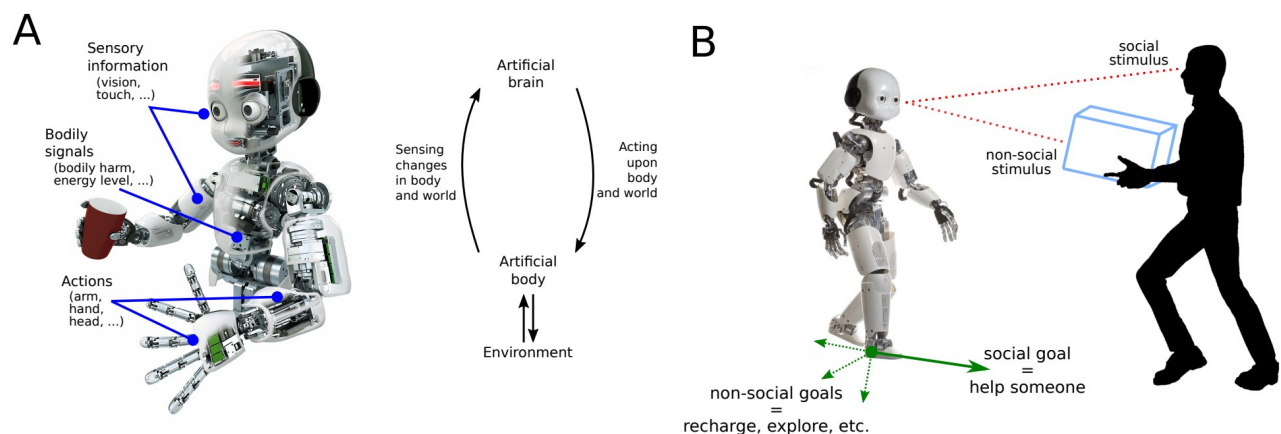 A
Sensory
information
(vision,
touch, ...)
Bodily
signals
(bodily harm,
energy level, ...)
Actions
(arm,
hand,
head, ...)
Artificial
brain
Sensing
changes
in body
and world
Acting
upon
body
and world
Artificial
body
Environment
B
social
stimulus
non-social
stimulus
social goal
=
help someone
non-social goals
=
recharge, explore, etc.